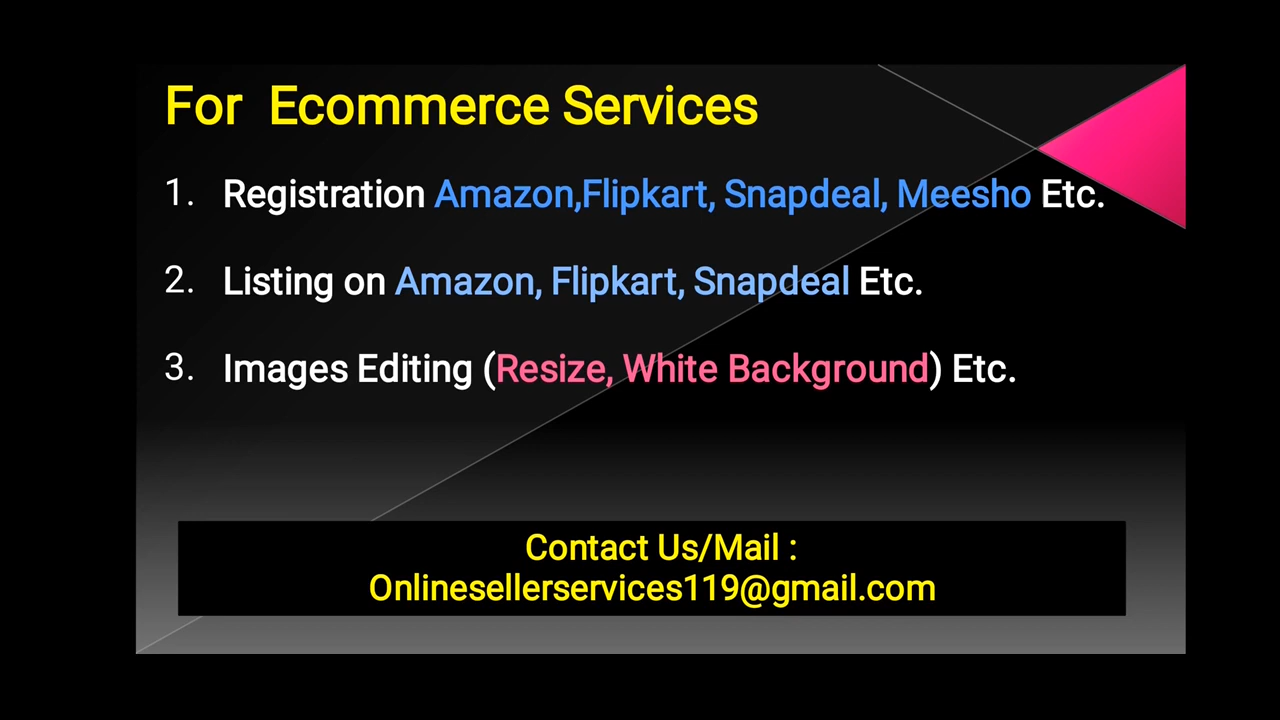 For Ecommerce Services
1. Registration Amazon,Flipkart, Snapdeal, Meesho Etc.
2. Listing on Amazon, Flipkart, Snapdeal Etc.
3. Images Editing (Resize, White Background) Etc.
Contact Us/Mail :
Onlinesellerservices119@gmail.com